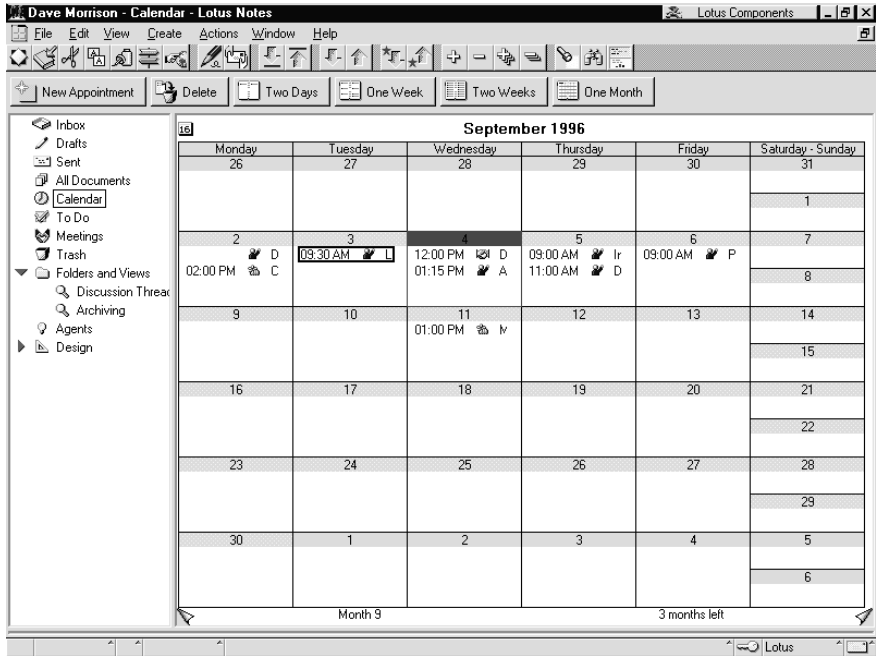 Dave Morrison - Calendar - Lotus Notes Lotus Components
File Edit View Create Actions Window Help
New Appointment Delete Two Days One Week Two Weeks One Month
Inbox
Drafts
Sent
All Documents
Calendar
To Do
Meetings
Trash
Folders and Views
Discussion Threa
Archiving
Agents
Design
16 September 1996
Monday Tuesday Wednesday Thursday Friday Saturday - Sunday
26 27 28 29 30 31
1
2 3 4 5 6 7
D 09:30 AM L 12:00 PM D 09:00 AM Ir 09:00 AM P
02:00 PM C 01:15 PM A 11:00 AM D
8
9 10 11 12 13 14
01:00 PM
15
16 17 18 19 20 21
22
23 24 25 26 27 28
29
30 1 2 3 4 5
6
Month 9 3 months left
Lotus